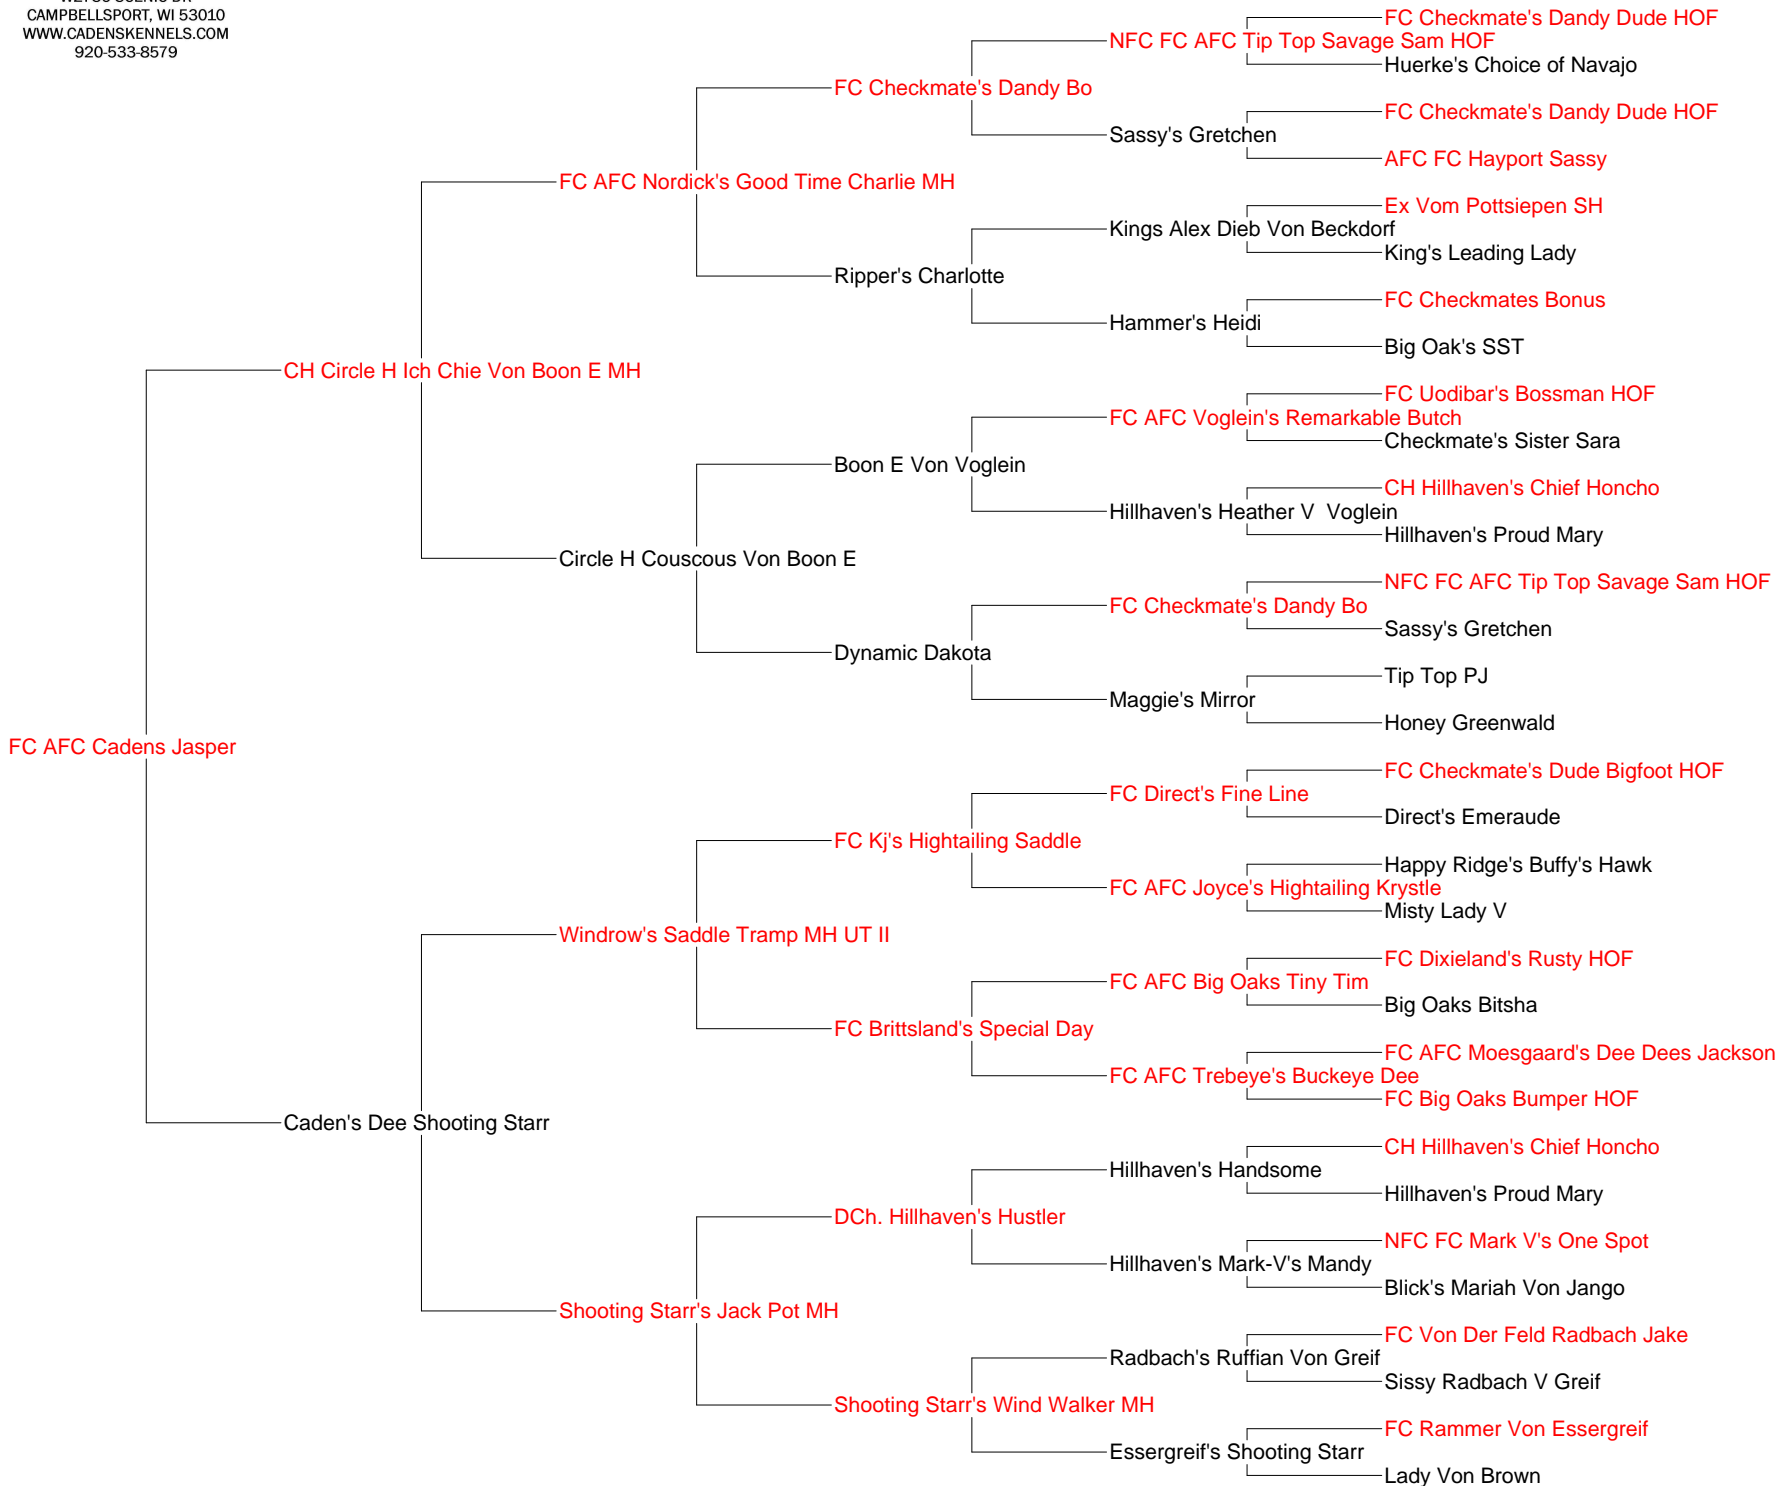 CAMPBELLSPORT, WI 53010
WWW.CADENSKENNELS.COM
920-533-8579
FC Checkmate's Dandy Dude HOF
NFC FC AFC Tip Top Savage Sam HOF
Huerke's Choice of Navajo
FC Checkmate's Dandy Bo
FC Checkmate's Dandy Dude HOF
Sassy's Gretchen
AFC FC Hayport Sassy
FC AFC Nordick's Good Time Charlie MH
Ex Vom Pottsiepen SH
Kings Alex Dieb Von Beckdorf
King's Leading Lady
Ripper's Charlotte
FC Checkmates Bonus
Hammer's Heidi
Big Oak's SST
CH Circle H Ich Chie Von Boon E MH
FC Uodibar's Bossman HOF
FC AFC Voglein's Remarkable Butch
Checkmate's Sister Sara
Boon E Von Voglein
CH Hillhaven's Chief Honcho
Hillhaven's Heather V  Voglein
Hillhaven's Proud Mary
Circle H Couscous Von Boon E
NFC FC AFC Tip Top Savage Sam HOF
FC Checkmate's Dandy Bo
Sassy's Gretchen
Dynamic Dakota
Tip Top PJ
Maggie's Mirror
Honey Greenwald
FC AFC Cadens Jasper
FC Checkmate's Dude Bigfoot HOF
FC Direct's Fine Line
Direct's Emeraude
FC Kj's Hightailing Saddle
Happy Ridge's Buffy's Hawk
FC AFC Joyce's Hightailing Krystle
Misty Lady V
Windrow's Saddle Tramp MH UT II
FC Dixieland's Rusty HOF
FC AFC Big Oaks Tiny Tim
Big Oaks Bitsha
FC Brittsland's Special Day
FC AFC Moesgaard's Dee Dees Jackson
FC AFC Trebeye's Buckeye Dee
FC Big Oaks Bumper HOF
Caden's Dee Shooting Starr
CH Hillhaven's Chief Honcho
Hillhaven's Handsome
Hillhaven's Proud Mary
DCh. Hillhaven's Hustler
NFC FC Mark V's One Spot
Hillhaven's Mark-V's Mandy
Blick's Mariah Von Jango
Shooting Starr's Jack Pot MH
FC Von Der Feld Radbach Jake
Radbach's Ruffian Von Greif
Sissy Radbach V Greif
Shooting Starr's Wind Walker MH
FC Rammer Von Essergreif
Essergreif's Shooting Starr
Lady Von Brown